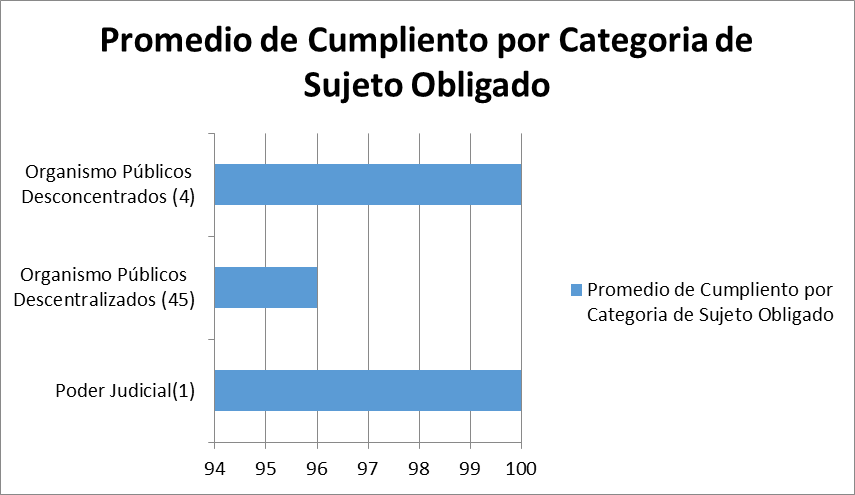 Promedio de Cumpliento por Categoria de
Sujeto Obligado
Organismo Públicos
Desconcentrados (4)
Organismo Públicos
Descentralizados (45)
Poder Judicial(1)
94 95 96 97 98 99 100
Promedio de Cumpliento por
Categoria de Sujeto Obligado